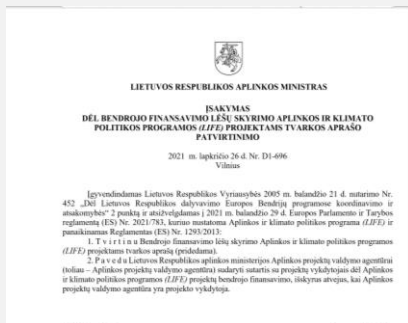 LIETUVOS RESPUBLIKOS APLINKOS MINISTRAS
ĮSAKYMAS
DĖL BENDROJO FINANSAVIMO LĖŠŲ SKYRIMO APLINKOS IR KLIMATO
POLITIKOS PROGRAMOS (LIFE) PROJEKTAMS TVARKOS APRAŠO
PATVIRTINIMO
2021 m. lapkričio 26 d. Nr. D1-696
Vilnius
Įgyvendindamas Lietuvos Respublikos Vyriausybės 2005 m. balandžio 21 d. nutarimo Nr.
452 „Dėl Lietuvos Respublikos dalyvavimo Europos Bendrijų programose koordinavimo ir
atsakomybės“ 2 punktą ir atsižvelgdamas į 2021 m. balandžio 29 d. Europos Parlamento ir Tarybos
reglamentą (ES) Nr. 2021/783, kuriuo nustatoma Aplinkos ir klimato politikos programa (LIFE) ir
panaikinamas Reglamentas (ES) Nr. 1293/2013:
1. T v i r t i n u Bendrojo finansavimo lėšų skyrimo Aplinkos ir klimato politikos programos
(LIFE) projektams tvarkos aprašą (pridedama).
2. P a v e d u Lietuvos Respublikos aplinkos ministerijos Aplinkos projektų valdymo agentūrai
(toliau – Aplinkos projektų valdymo agentūra) sudaryti sutartis su projektų vykdytojais dėl Aplinkos
ir klimato politikos programos (LIFE) projektų bendrojo finansavimo, išskyrus atvejus, kai Aplinkos
projektų valdymo agentūra yra projekto vykdytoja.